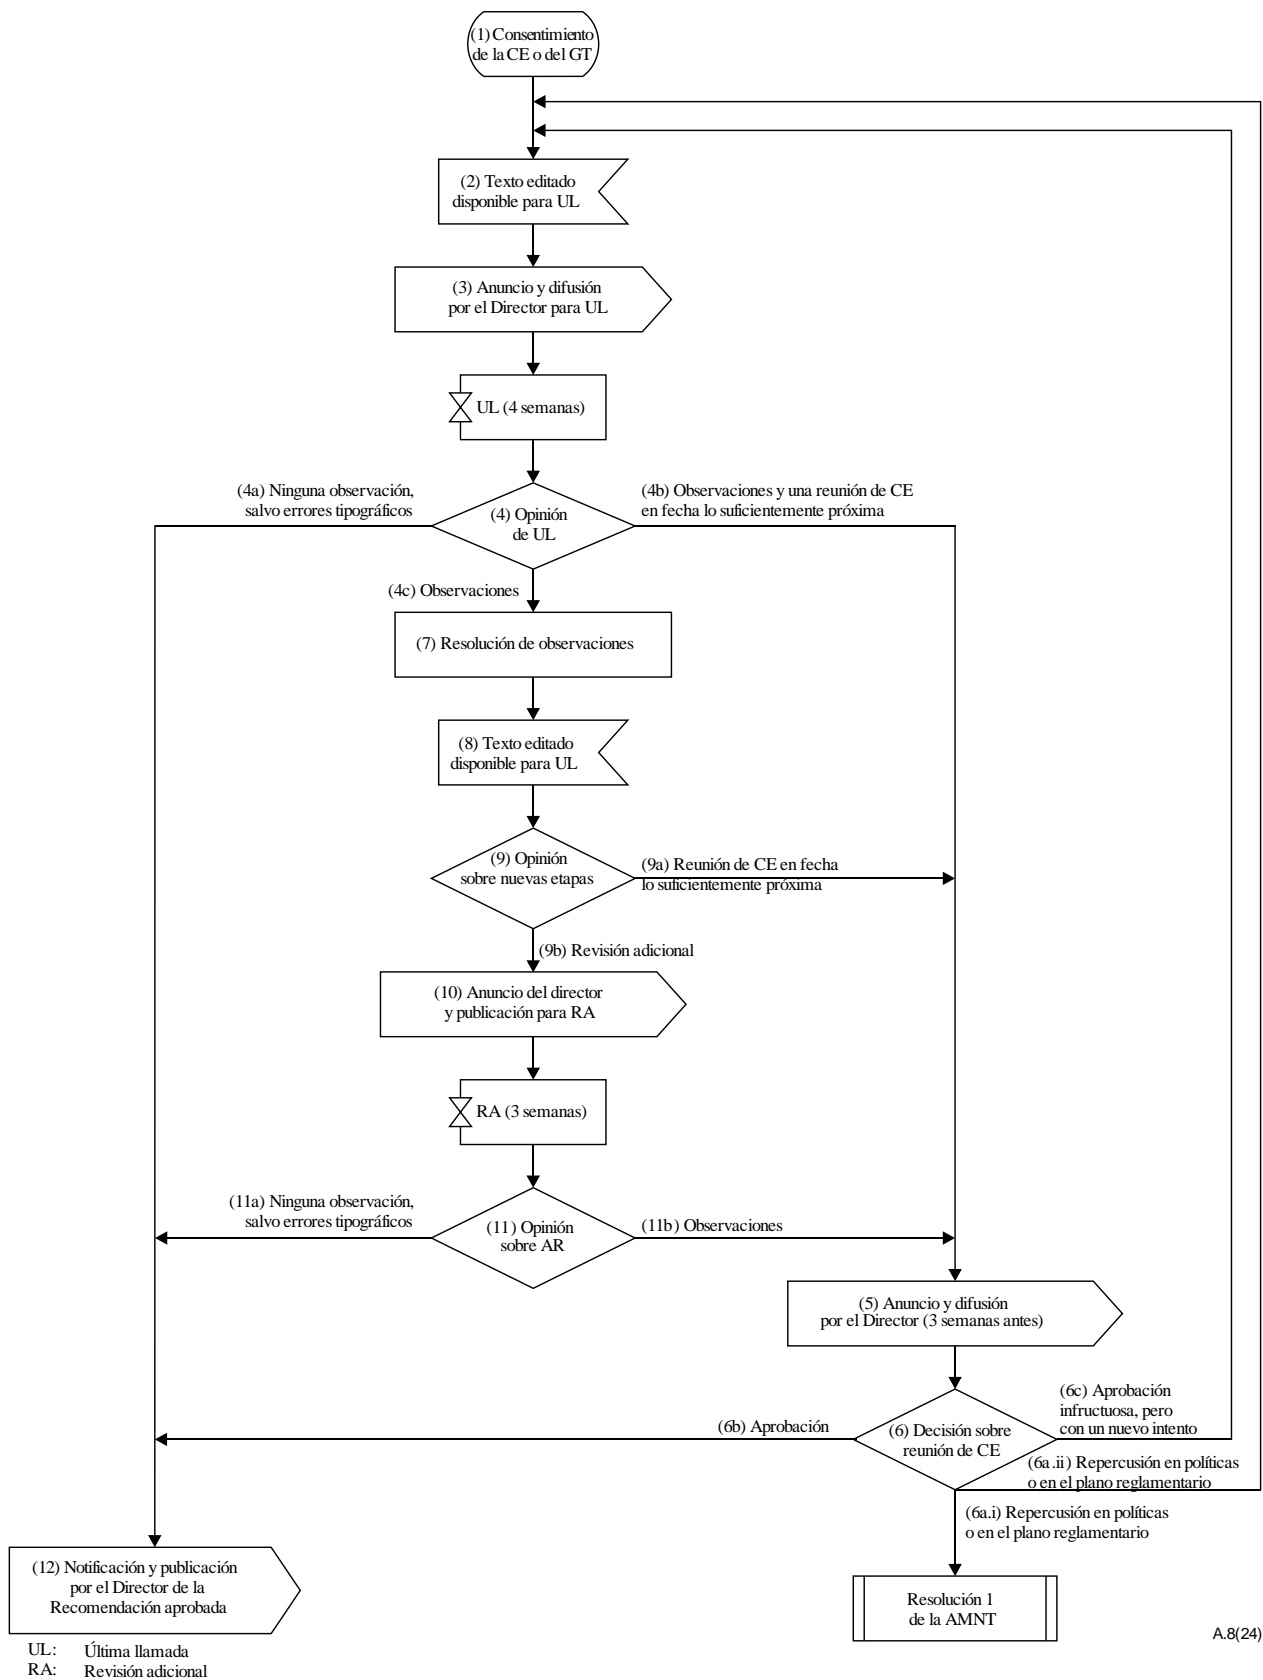 (1) Consentimiento
de la CE o del GT
(2) Texto editado
disponible para UL
(3) Anuncio y difusión
por el Director para UL
UL (4 semanas)
(4a) Ninguna observación,
salvo errores tipográficos
(4) Opinión
de UL
(4b) Observaciones y una reunión de CE
en fecha lo suficientemente próxima
(4c) Observaciones
(7) Resolución de observaciones
(8) Texto editado
disponible para UL
(9) Opinión
sobre nuevas etapas
(9a) Reunión de CE en fecha
lo suficientemente próxima
(9b) Revisión adicional
(10) Anuncio del director
y publicación para RA
RA (3 semanas)
(11a) Ninguna observación,
salvo errores tipográficos
(11) Opinión
sobre AR
(11b) Observaciones
(5) Anuncio y difusión
por el Director (3 semanas antes)
(6b) Aprobación
(6) Decisión sobre
reunión de CE
(6c) Aprobación
infructuosa, pero
con un nuevo intento
(6a.ii) Repercusión en políticas
o en el plano reglamentario
(6a.i) Repercusión en políticas
o en el plano reglamentario
(12) Notificación y publicación
por el Director de la
Recomendación aprobada
Resolución 1
de la AMNT
A.8(24)
UL: Última llamada
RA: Revisión adicional